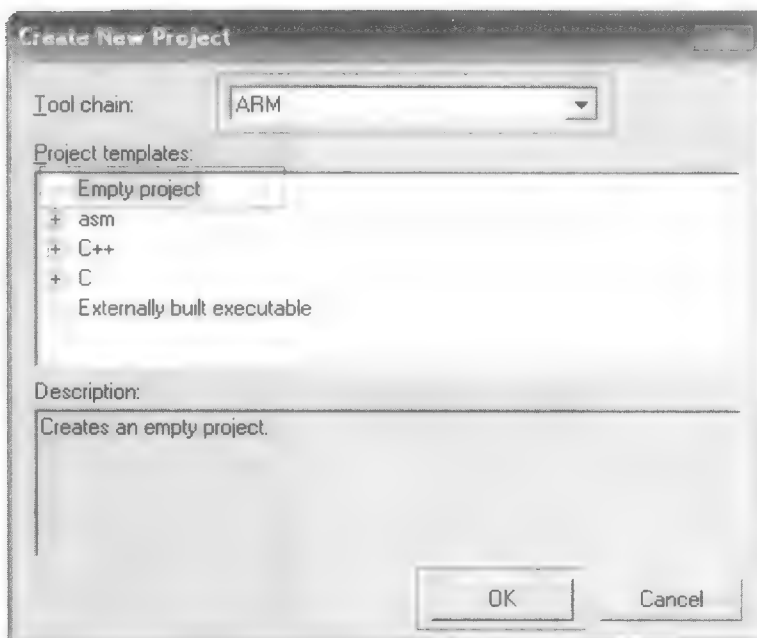 Create New Project
Tool chain:
ARM
Project templates:
Empty project
+ asm
+ C++
+ C
Externally built executable
Description:
Creates an empty project.
OK
Cancel